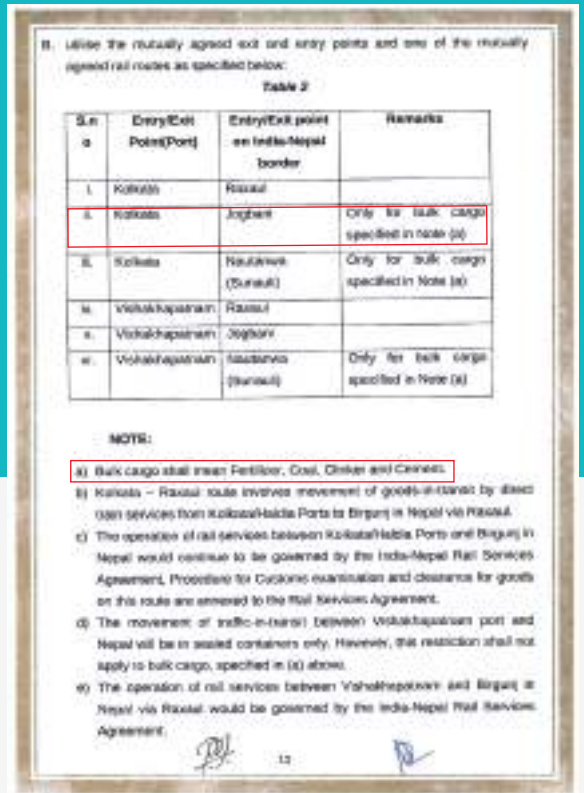 B. utilise the mutually agreed exit and entry points and one of the mutually
agreed rail routes as specified below:
Table 2
S.n
o
Entry/Exit
Point(Port)
Entry/Exit point
on India-Nepal
border
Remarks
i. Kolkata Raxaul
ii. Kolkata Jogbani Only for bulk cargo
specified in Note (a)
iii. Kolkata Nautanwa
(Sunauli)
Only for bulk cargo
specified in Note (a)
iv. Vishakhapatnam Raxaul
v. Vishakhapatnam Jogbani
vi. Vishakhapatnam Nautanwa
(Sunauli)
Only for bulk cargo
specified in Note (a)
NOTE:
a) Bulk cargo shall mean Fertilizer, Coal, Clinker and Cement.
b) Kolkata – Raxaul route involves movement of goods-in-transit by direct
train services from Kolkata/Haldia Ports to Birgunj in Nepal via Raxaul.
c) The operation of rail services between Kolkata/Haldia Ports and Birgunj in
Nepal would continue to be governed by the India-Nepal Rail Services
Agreement, Procedure for Customs examination and clearance for goods
on this route are annexed to the Rail Services Agreement.
d) The movement of traffic-in-transit between Vishakhapatnam port and
Nepal will be in sealed containers only. However, this restriction shall not
apply to bulk cargo, specified in (a) above.
e) The operation of rail services between Vishakhapatnam and Birgunj in
Nepal via Raxaul would be governed by the India-Nepal Rail Services
Agreement.